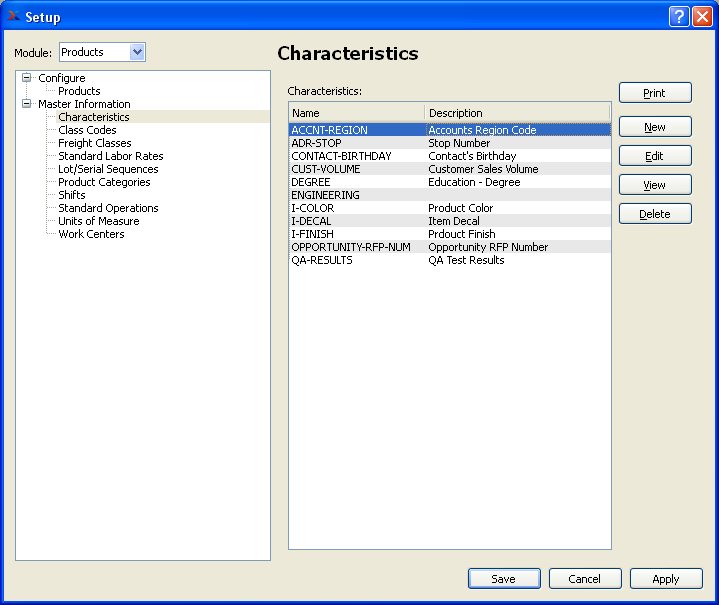 Setup
Module: Products
Characteristics
Configure
Products
Master Information
Characteristics
Class Codes
Freight Classes
Standard Labor Rates
Lot/Serial Sequences
Product Categories
Shifts
Standard Operations
Units of Measure
Work Centers
Characteristics:
Name Description
ACCNT-REGION Accounts Region Code
ADR-STOP Stop Number
CONTACT-BIRTHDAY Contact's Birthday
CUST-VOLUME Customer Sales Volume
DEGREE Education - Degree
ENGINEERING
I-COLOR Product Color
I-DECAL Item Decal
I-FINISH Prdouct Finish
OPPORTUNITY-RFP-NUM Opportunity RFP Number
QA-RESULTS QA Test Results
Print
New
Edit
View
Delete
Save Cancel Apply